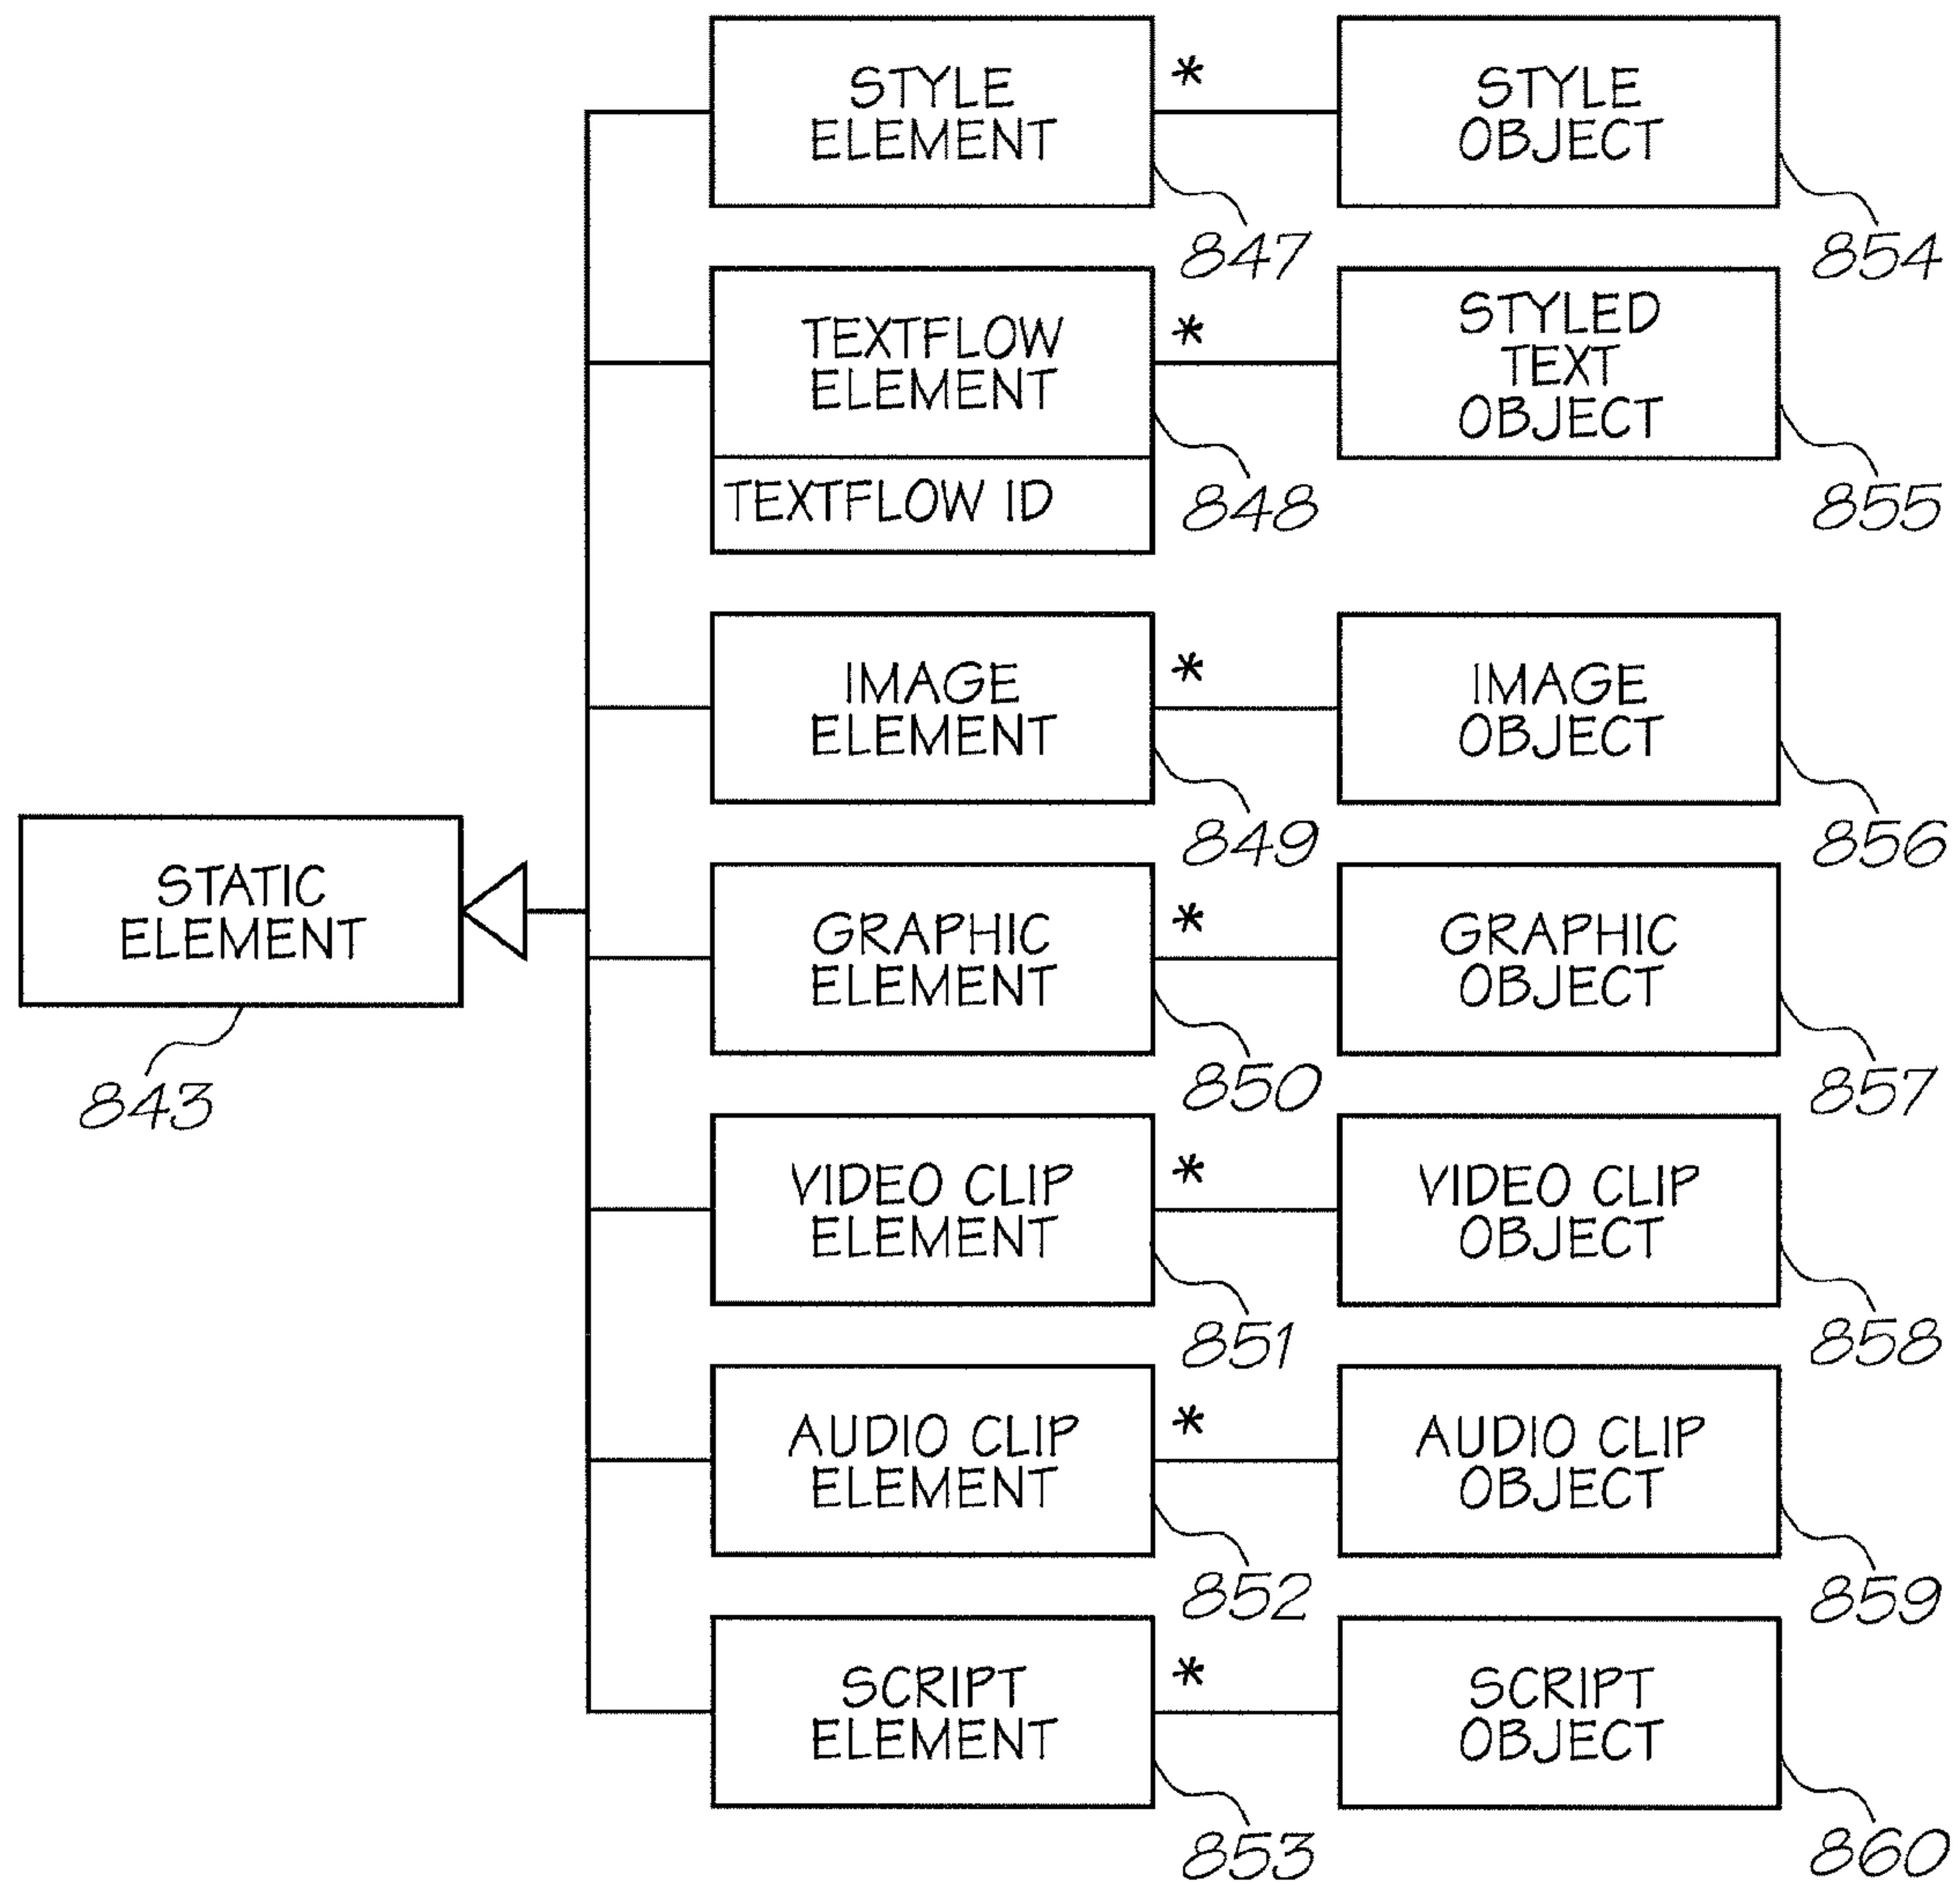 STYLE
ELEMENT
*
STYLE
OBJECT
847
854
TEXTFLOW
ELEMENT
TEXTFLOW ID
*
STYLED
TEXT
OBJECT
848
855
IMAGE
ELEMENT
*
IMAGE
OBJECT
849
856
STATIC
ELEMENT
843
GRAPHIC
ELEMENT
*
GRAPHIC
OBJECT
850
857
VIDEO CLIP
ELEMENT
*
VIDEO CLIP
OBJECT
851
858
AUDIO CLIP
ELEMENT
*
AUDIO CLIP
OBJECT
852
859
SCRIPT
ELEMENT
*
SCRIPT
OBJECT
853
860